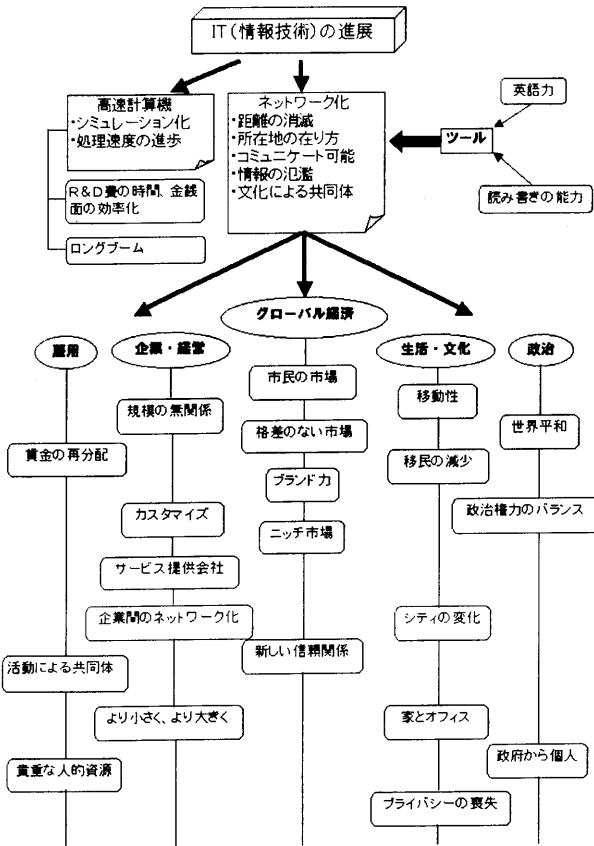 IT(情報技術)の進展
高速計算機
・シミュレーション化
・処理速度の進歩
R&D費の時間、金銭
面の効率化
ロングブーム
ネットワーク化
・距離の消滅
・所在地の在り方
・コミュニケート可能
・情報の氾濫
・文化による共同体
英語力
ツール
読み書きの能力
雇用
賃金の再分配
活動による共同体
貴重な人的資源
企業・経営
規模の無関係
カスタマイズ
サービス提供会社
企業間のネットワーク化
より小さく、より大きく
グローバル経済
市民の市場
格差のない市場
ブランド力
ニッチ市場
新しい信頼関係
生活・文化
移動性
移民の減少
シティの変化
家とオフィス
プライバシーの喪失
政治
世界平和
政治権力のバランス
政府から個人